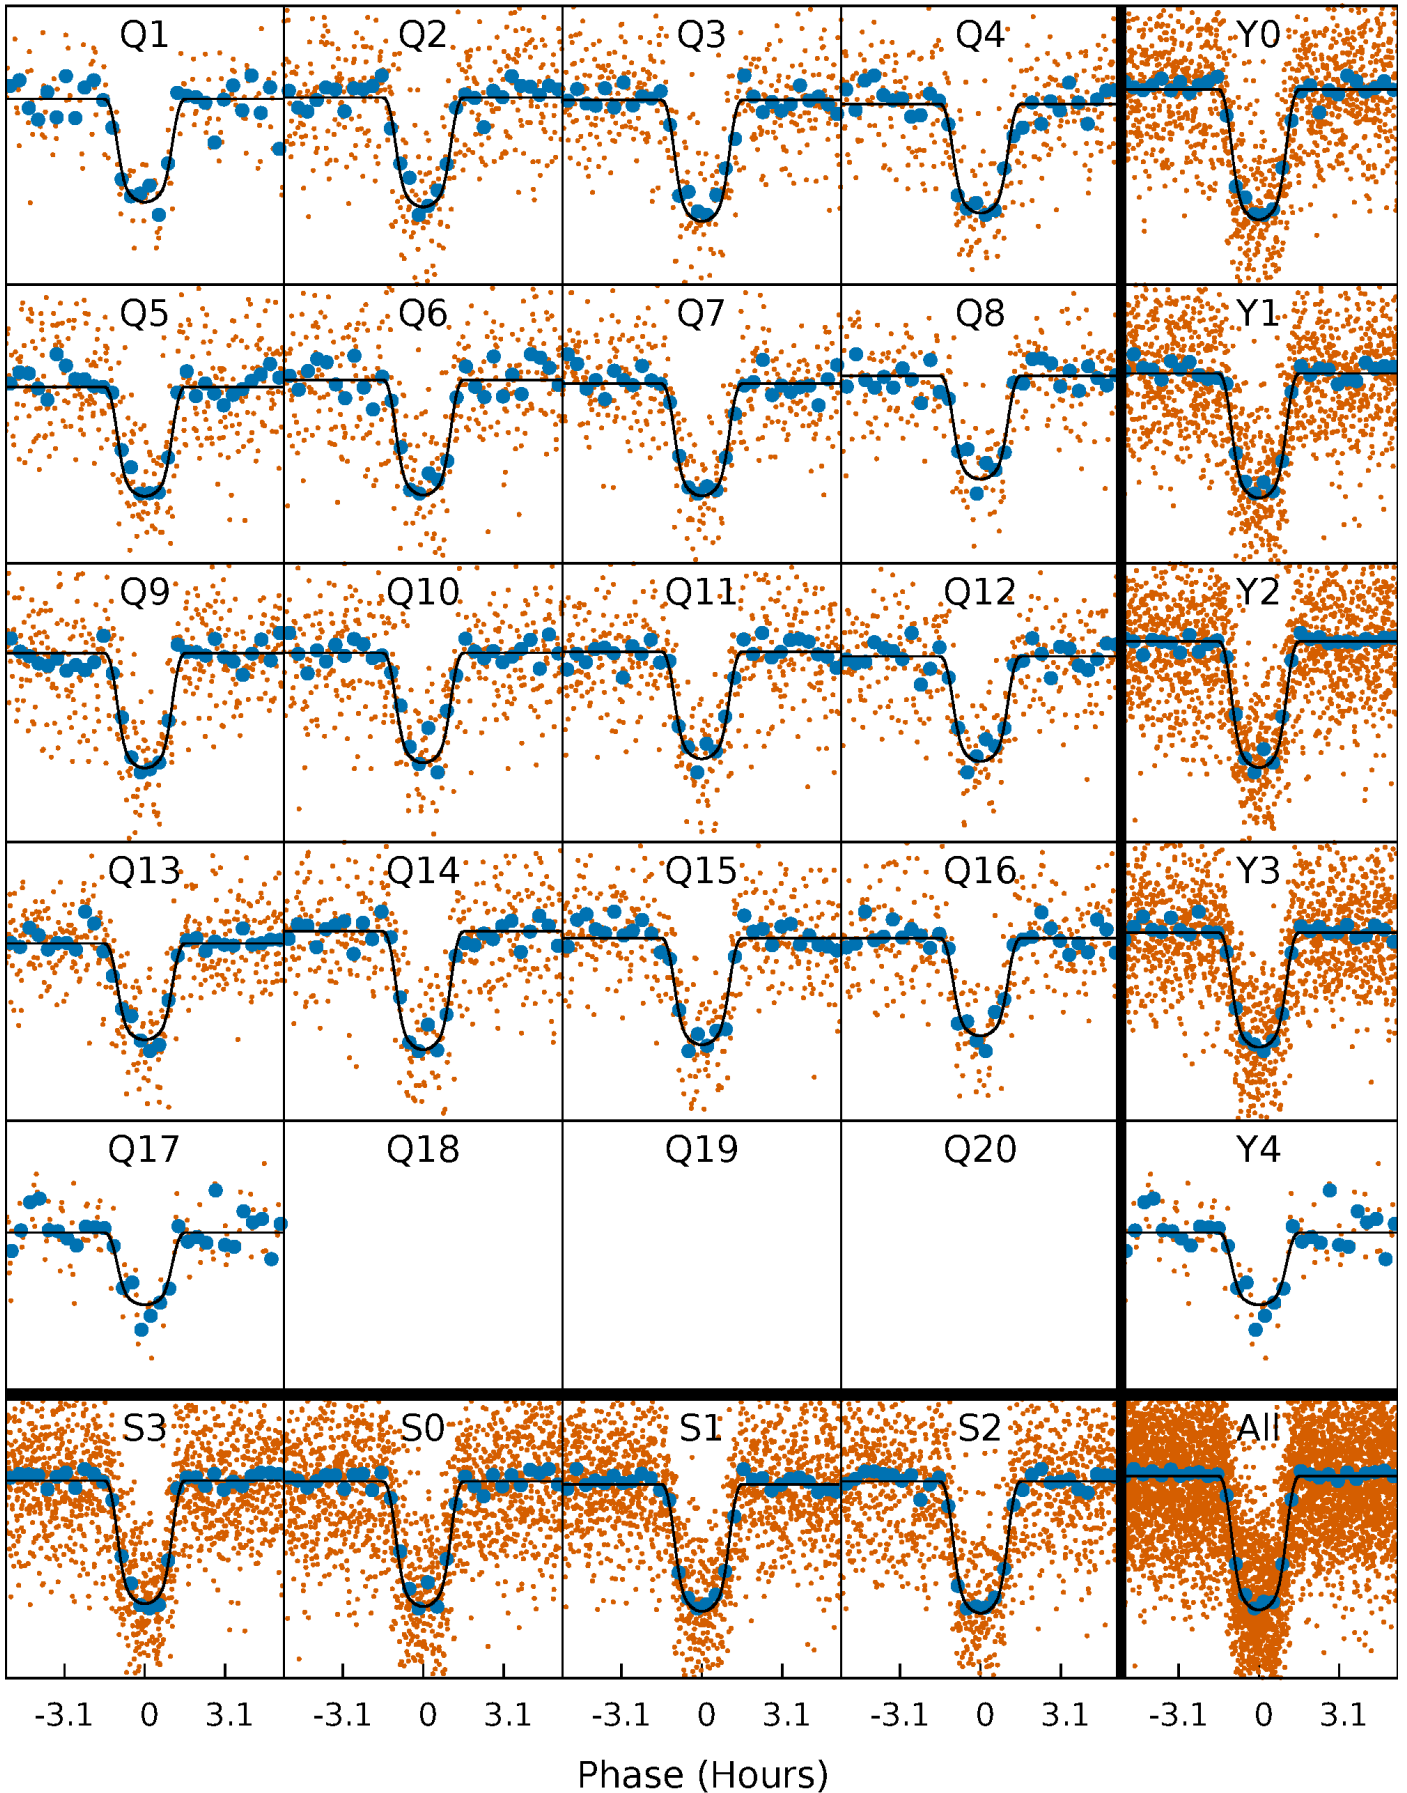 Q1 Q2 Q3 Q4 Y0
Q5 Q6 Q7 Q8 Y1
Q9 Q10 Q11 Q12 Y2
Q13 Q14 Q15 Q16 Y3
Q17 Q18 Q19 Q20 Y4
S3 S0 S1 S2 All
-3.1 0 3.1 -3.1 0 3.1 -3.1 0 3.1 -3.1 0 3.1 -3.1 0 3.1
Phase (Hours)